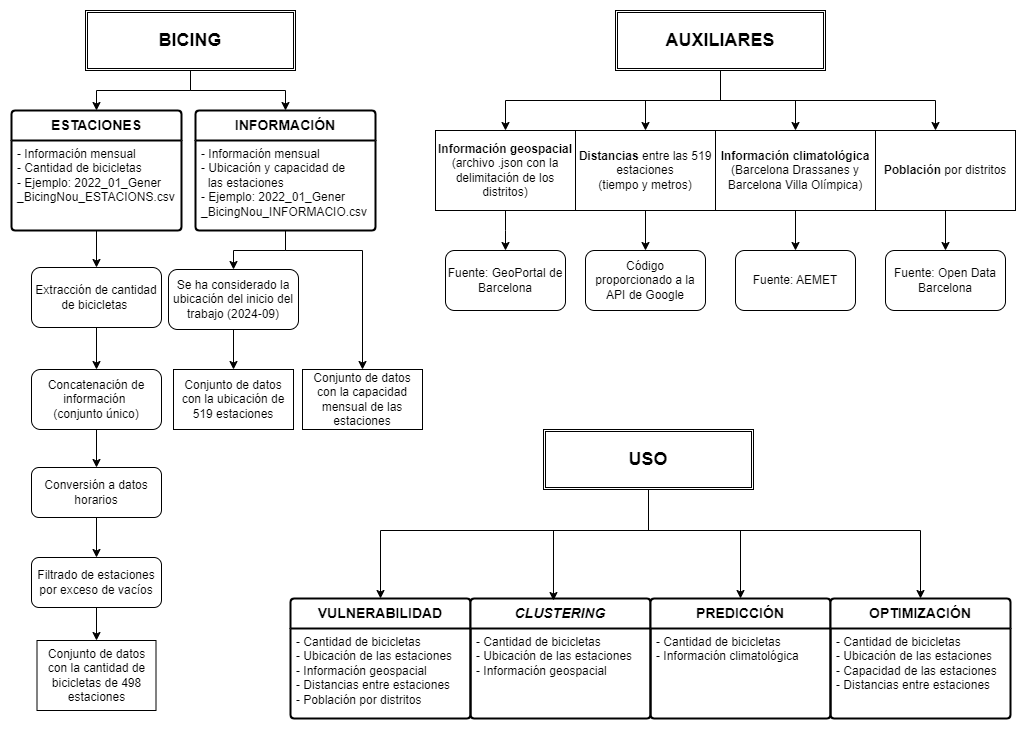 BICING
ESTACIONES
- Información mensual
- Cantidad de bicicletas
- Ejemplo: 2022_01_Gener
_BicingNou_ESTACIONS.csv
INFORMACIÓN
- Información mensual
- Ubicación y capacidad de
las estaciones
- Ejemplo: 2022_01_Gener
_BicingNou_INFORMACIO.csv
Extracción de cantidad
de bicicletas
Concatenación de
información
(conjunto único)
Conversión a datos
horarios
Filtrado de estaciones
por exceso de vacíos
Conjunto de datos
con la cantidad de
bicicletas de 498
estaciones
Se ha considerado la
ubicación del inicio del
trabajo (2024-09)
Conjunto de datos
con la ubicación de
519 estaciones
Conjunto de datos
con la capacidad
mensual de las
estaciones
AUXILIARES
Información geospacial
(archivo .json con la
delimitación de los
distritos)
Distancias entre las 519
estaciones
(tiempo y metros)
Información climatológica
(Barcelona Drassanes y
Barcelona Villa Olímpica)
Población por distritos
Fuente: GeoPortal de
Barcelona
Código
proporcionado a la
API de Google
Fuente: AEMET
Fuente: Open Data
Barcelona
USO
VULNERABILIDAD
- Cantidad de bicicletas
- Ubicación de las estaciones
- Información geospacial
- Distancias entre estaciones
- Población por distritos
CLUSTERING
- Cantidad de bicicletas
- Ubicación de las estaciones
- Información geospacial
PREDICCIÓN
- Cantidad de bicicletas
- Información climatológica
OPTIMIZACIÓN
- Cantidad de bicicletas
- Ubicación de las estaciones
- Capacidad de las estaciones
- Distancias entre estaciones